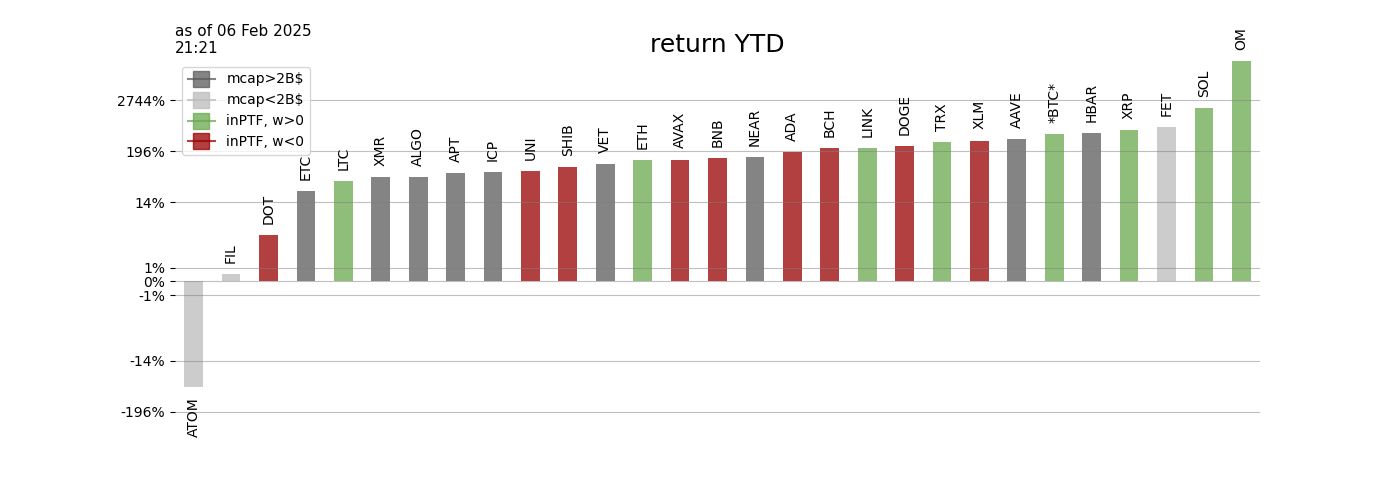 as of 06 Feb 2025
21:21
return YTD
mcap>2B$
mcap<2B$
inPTF, w>0
inPTF, w<0
2744%
196%
14%
1%
0%
-1%
-14%
-196%
ATOM
FIL
DOT
ETC
LTC
XMR
ALGO
APT
ICP
UNI
SHIB
VET
ETH
AVAX
BNB
NEAR
ADA
BCH
LINK
DOGE
TRX
XLM
AAVE
*BTC*
HBAR
XRP
FET
SOL
OM